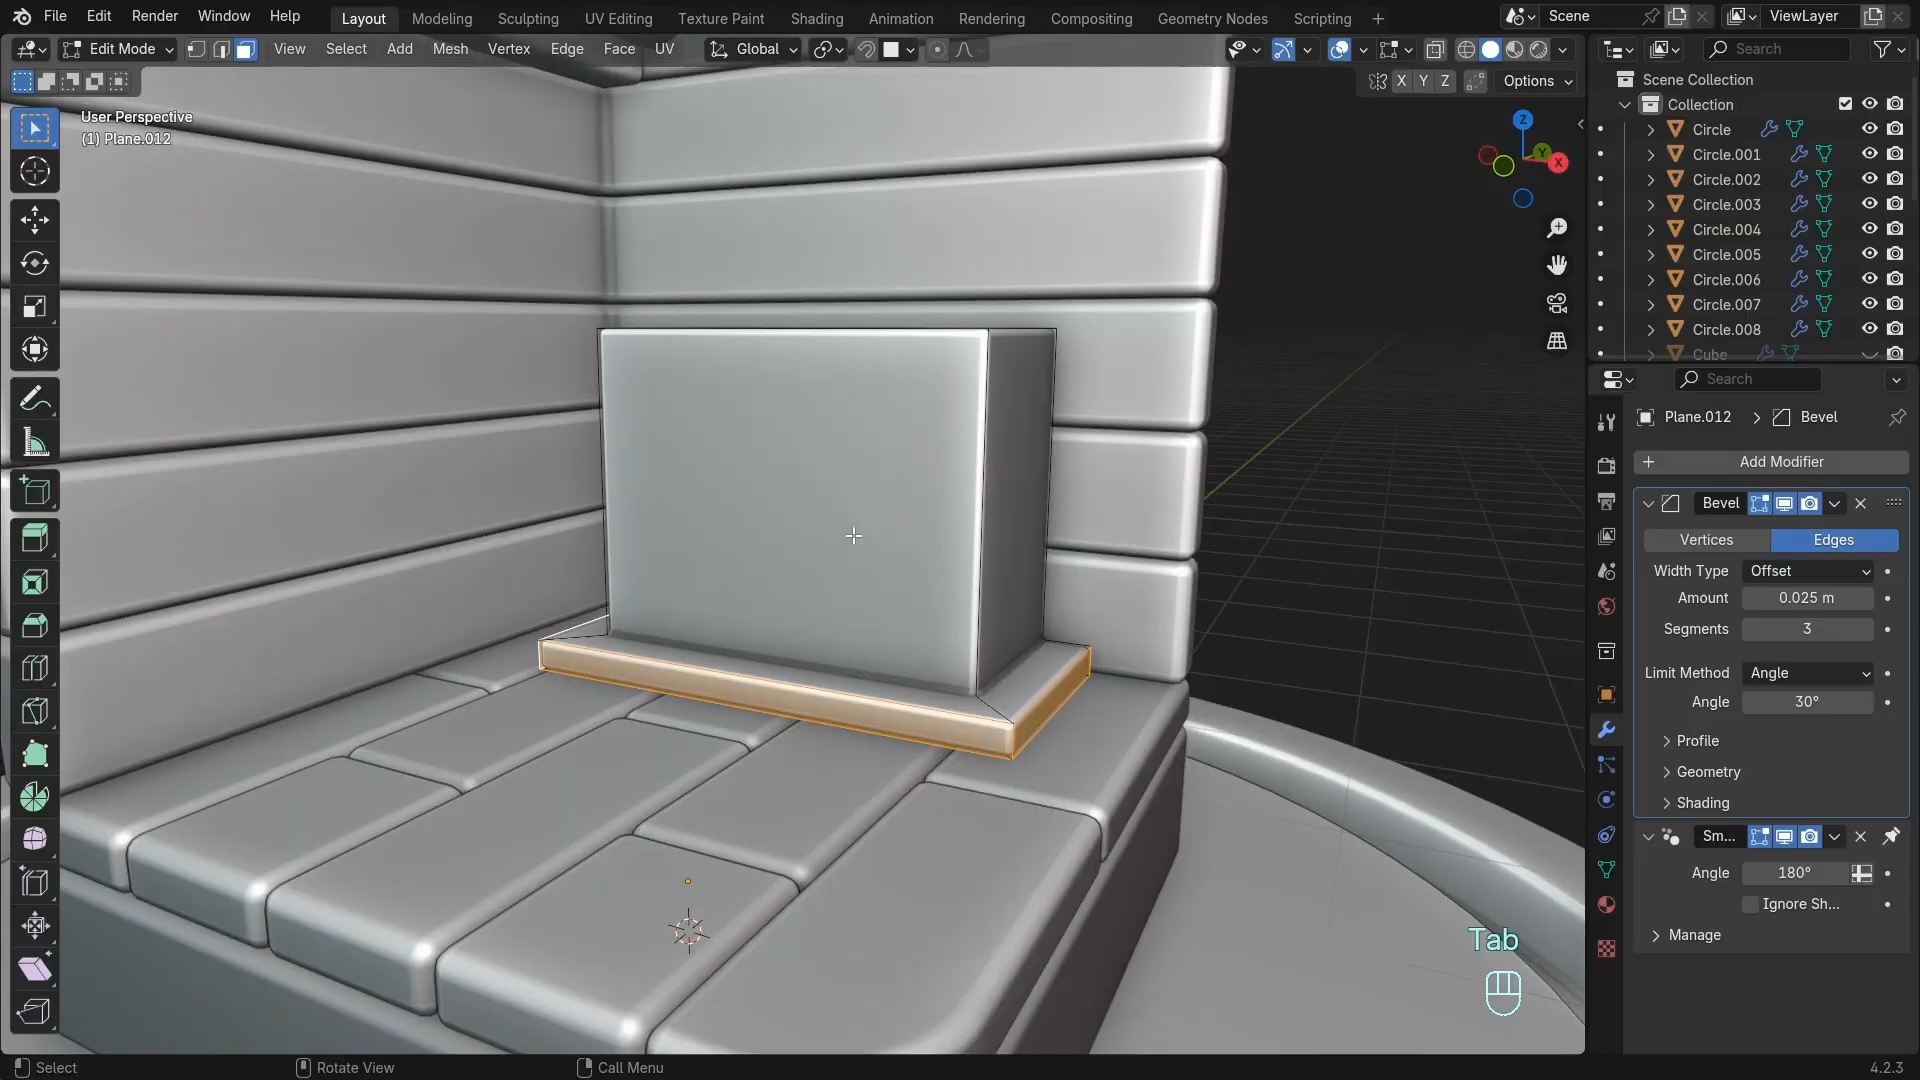 File Edit Render Window Help Layout Modeling Sculpting UV Editing Texture Paint Shading Animation Rendering Compositing Geometry Nodes Scripting + Scene ViewLayer
Edit Mode View Select Add Mesh Vertex Edge Face UV Global Search
X Y Z Options
User Perspective
(1) Plane.012
Z
Y
X
Scene Collection
Collection
Circle
Circle.001
Circle.002
Circle.003
Circle.004
Circle.005
Circle.006
Circle.007
Circle.008
Cube
Search
Plane.012 > Bevel
+ Add Modifier
Bevel
Vertices Edges
Width Type Offset
Amount 0.025 m
Segments 3
Limit Method Angle
Angle 30°
Profile
Geometry
Shading
Sm...
Angle 180°
Ignore Sh...
Manage
Tab
Select Rotate View Call Menu 4.2.3